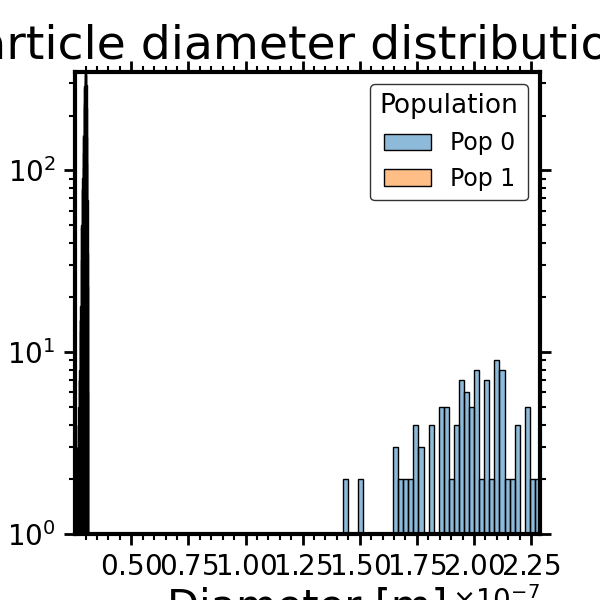 article diameter distributio
Population
Pop 0
Pop 1
10²
10¹
10⁰
0.50 0.75 1.00 1.25 1.50 1.75 2.00 2.25
Diameter [m] ×10⁻⁷